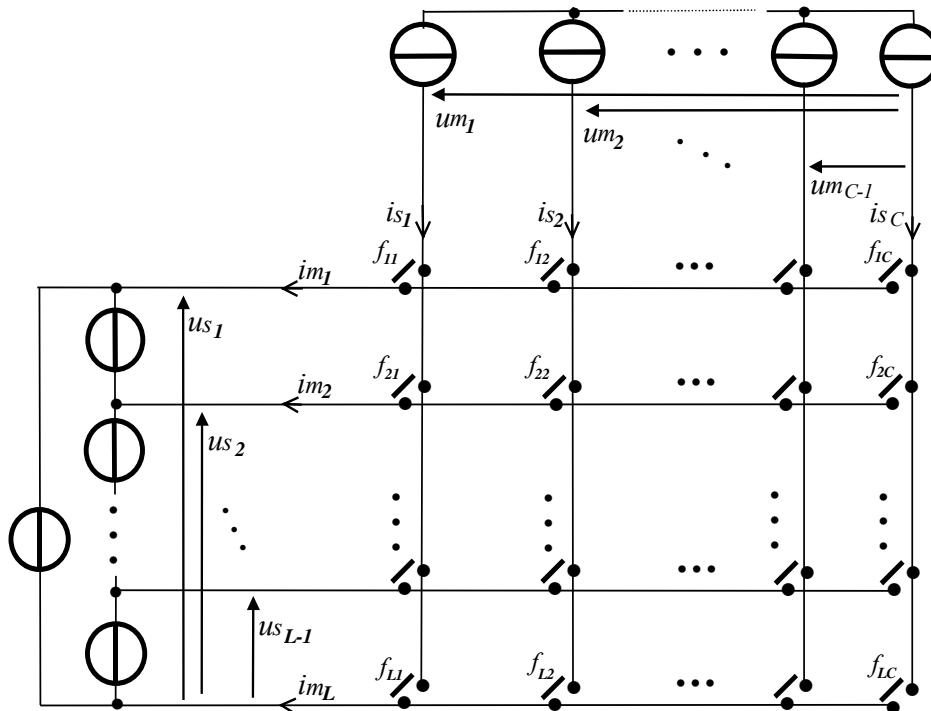 um1
um2
umC-1
is1 is2 isC
f11 f12 f1C
im1
us1
f21 f22 f2C
im2
us2
usL-1
fL1 fL2 fLC
imL